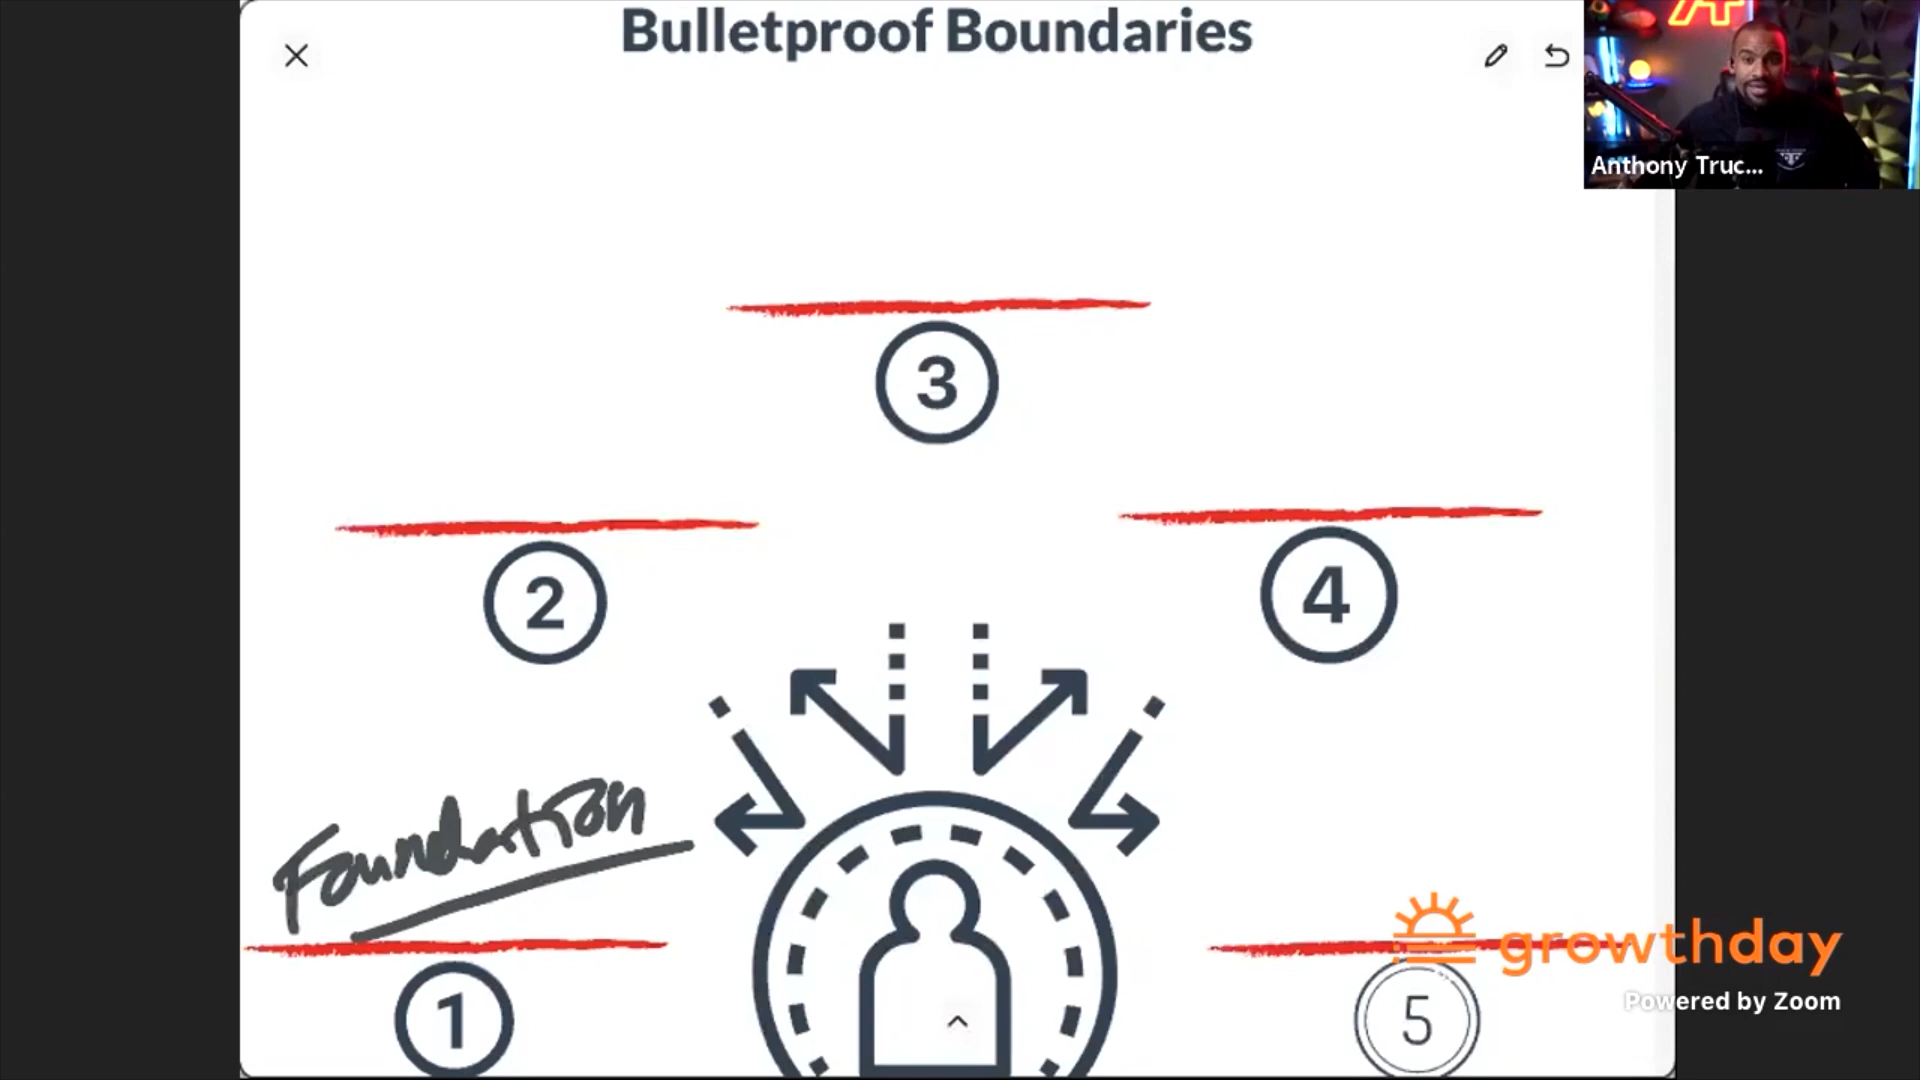 Bulletproof Boundaries
Anthony Truc...
3
2
4
Foundation
1
5
growthday
Powered by Zoom